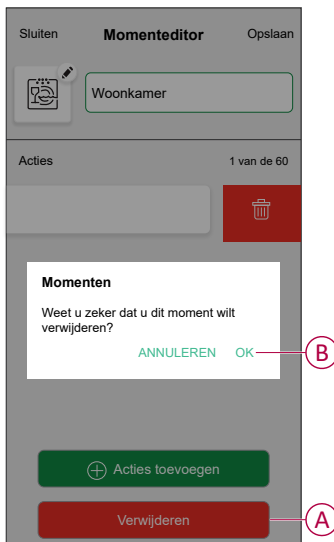 Sluiten Momenteditor Opslaan
Woonkamer
Acties 1 van de 60
Momenten
Weet u zeker dat u dit moment wilt
verwijderen?
ANNULEREN OK
B
Acties toevoegen
Verwijderen
A